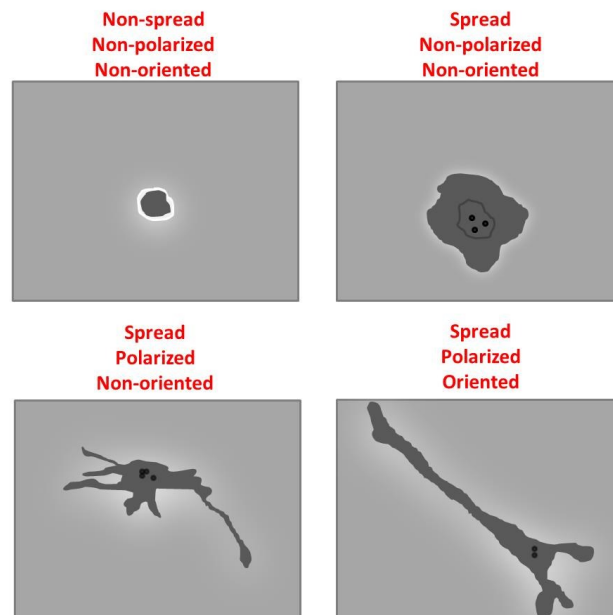 Non-spread
Non-polarized
Non-oriented
Spread
Non-polarized
Non-oriented
Spread
Polarized
Non-oriented
Spread
Polarized
Oriented